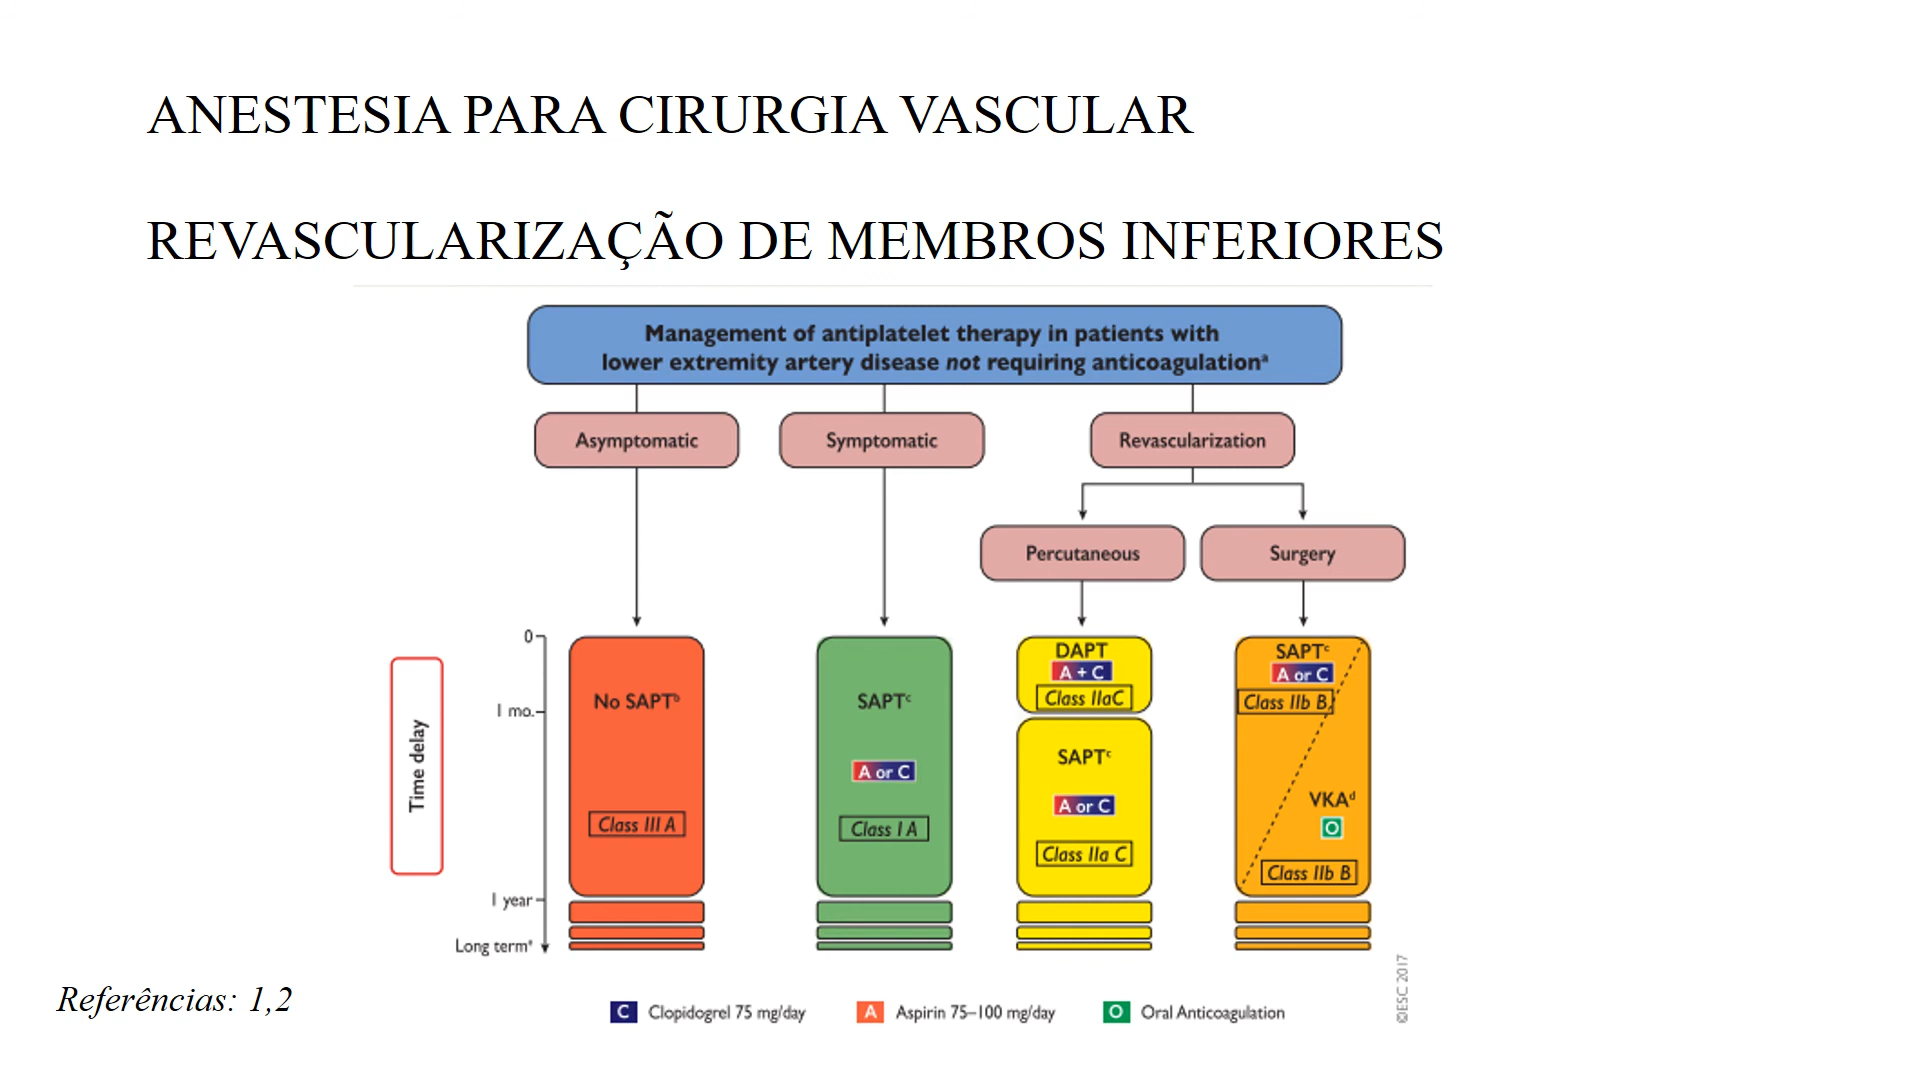 ANESTESIA PARA CIRURGIA VASCULAR
REVASCULARIZAÇÃO DE MEMBROS INFERIORES
Management of antiplatelet therapy in patients with
lower extremity artery disease not requiring anticoagulationᵃ
Asymptomatic
Symptomatic
Revascularization
Percutaneous
Surgery
Time delay
0
1 mo.
1 year
Long termᵉ
No SAPTᵇ
Class III A
SAPTᶜ
A or C
Class I A
DAPT
A + C
Class IIaC
SAPTᶜ
A or C
Class IIa C
SAPTᶜ
A or C
Class IIb B
VKAᵈ
O
Class IIb B
C Clopidogrel 75 mg/day
A Aspirin 75–100 mg/day
O Oral Anticoagulation
©ESC 2017
Referências: 1,2